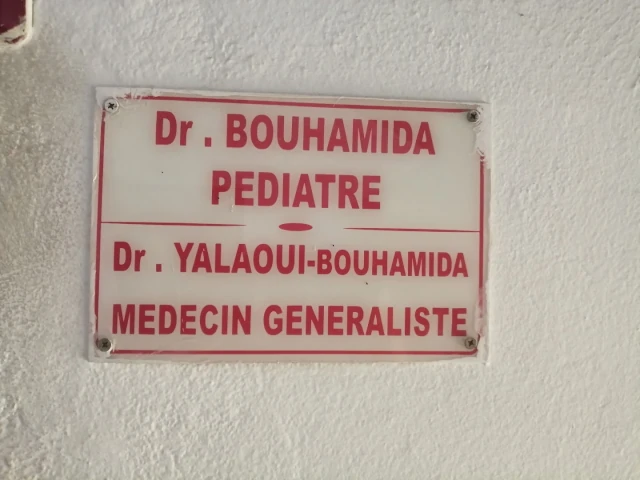 Dr . BOUHAMIDA
PEDIATRE
Dr . YALAOUI-BOUHAMIDA
MEDECIN GENERALISTE